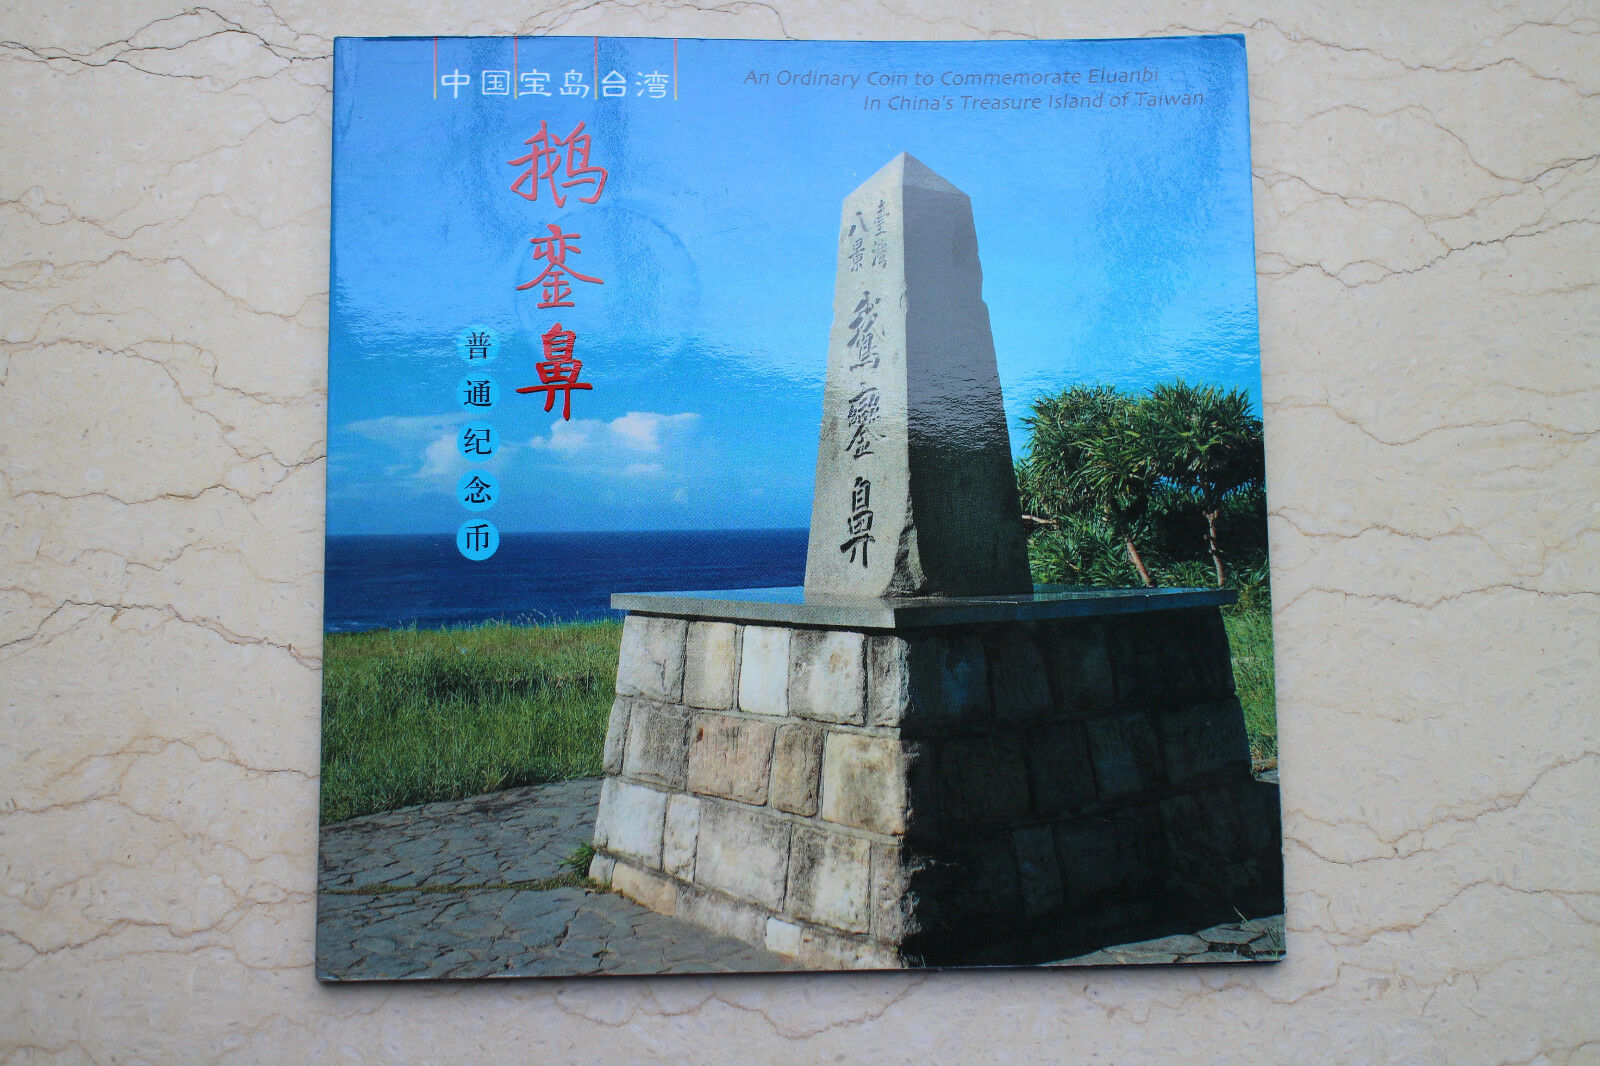 中国宝岛台湾
An Ordinary Coin to Commemorate Eluanbi
In China's Treasure Island of Taiwan
鹅銮鼻
普通纪念币
臺灣
八景
鵝鑾鼻